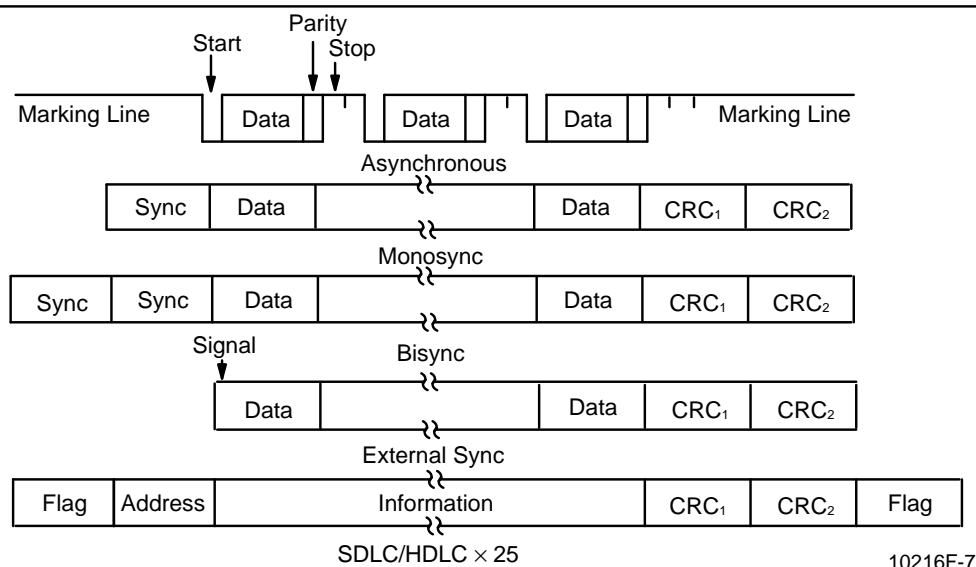 Parity
Start
Stop
Marking Line Data Data Data Marking Line
Asynchronous
Sync Data Data CRC₁ CRC₂
Monosync
Sync Sync Data Data CRC₁ CRC₂
Signal
Bisync
Data Data CRC₁ CRC₂
External Sync
Flag Address Information CRC₁ CRC₂ Flag
SDLC/HDLC × 25
10216F-7